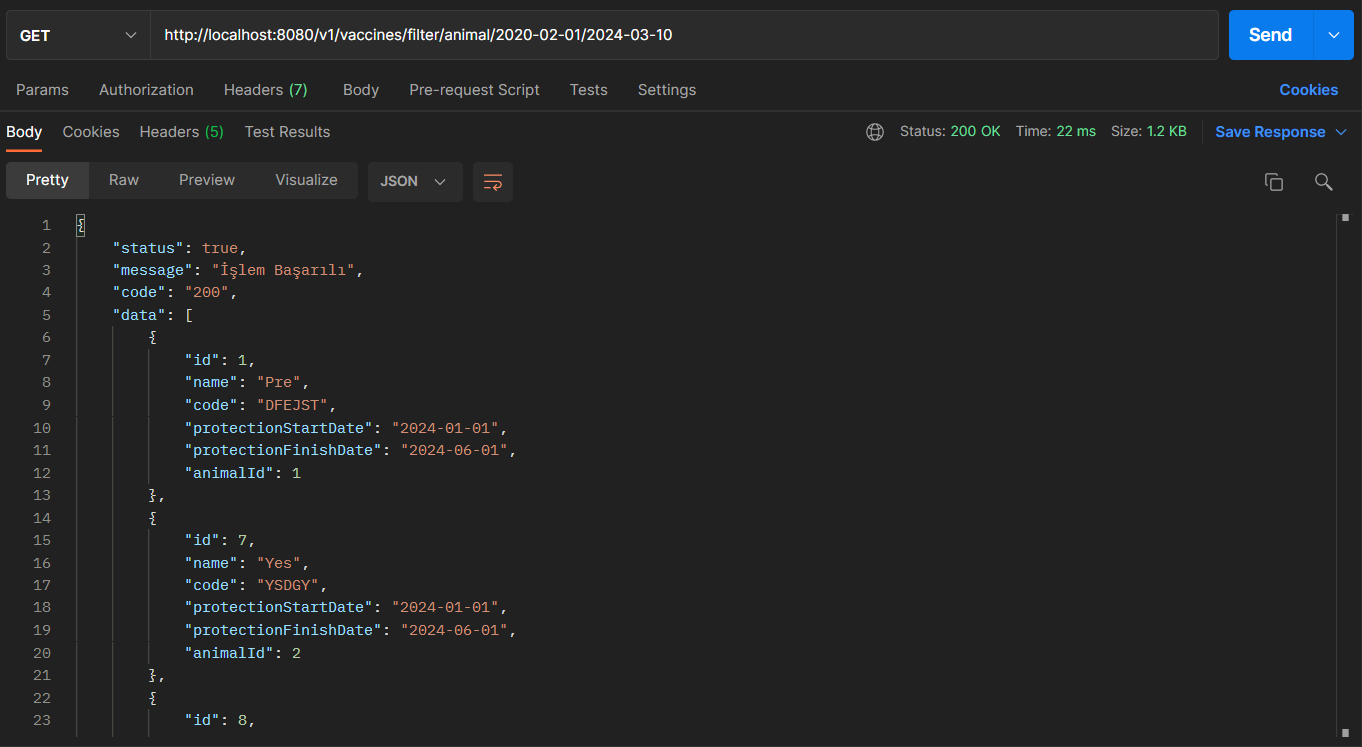 GET http://localhost:8080/v1/vaccines/filter/animal/2020-02-01/2024-03-10 Send
Params Authorization Headers (7) Body Pre-request Script Tests Settings Cookies
Body Cookies Headers (5) Test Results Status: 200 OK Time: 22 ms Size: 1.2 KB Save Response
Pretty Raw Preview Visualize JSON
1 {
2 "status": true,
3 "message": "İşlem Başarılı",
4 "code": "200",
5 "data": [
6 {
7 "id": 1,
8 "name": "Pre",
9 "code": "DFEJST",
10 "protectionStartDate": "2024-01-01",
11 "protectionFinishDate": "2024-06-01",
12 "animalId": 1
13 },
14 {
15 "id": 7,
16 "name": "Yes",
17 "code": "YSDGY",
18 "protectionStartDate": "2024-01-01",
19 "protectionFinishDate": "2024-06-01",
20 "animalId": 2
21 },
22 {
23 "id": 8,